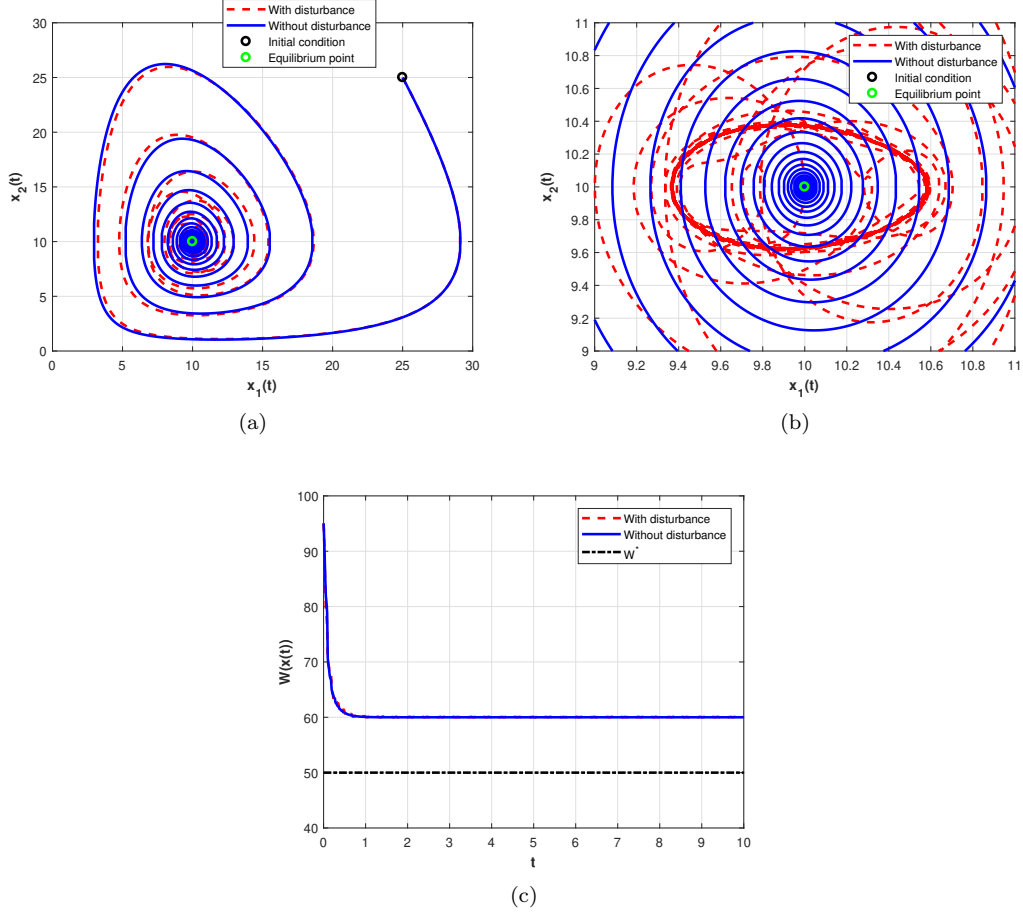 With disturbance
Without disturbance
Initial condition
Equilibrium point
30
25
20
15
10
5
0
x_2(t)
0 5 10 15 20 25 30
x_1(t)
(a)
With disturbance
Without disturbance
Initial condition
Equilibrium point
11
10.8
10.6
10.4
10.2
10
9.8
9.6
9.4
9.2
9
x_2(t)
9 9.2 9.4 9.6 9.8 10 10.2 10.4 10.6 10.8 11
x_1(t)
(b)
With disturbance
Without disturbance
W^*
100
90
80
70
60
50
40
W(x(t))
0 1 2 3 4 5 6 7 8 9 10
t
(c)